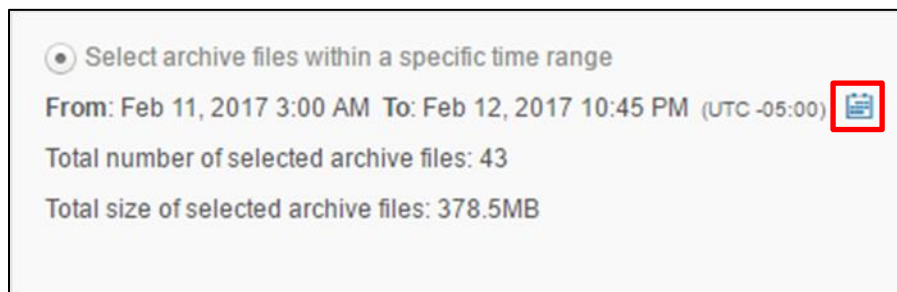 Select archive files within a specific time range
From: Feb 11, 2017 3:00 AM To: Feb 12, 2017 10:45 PM (UTC -05:00)
Total number of selected archive files: 43
Total size of selected archive files: 378.5MB